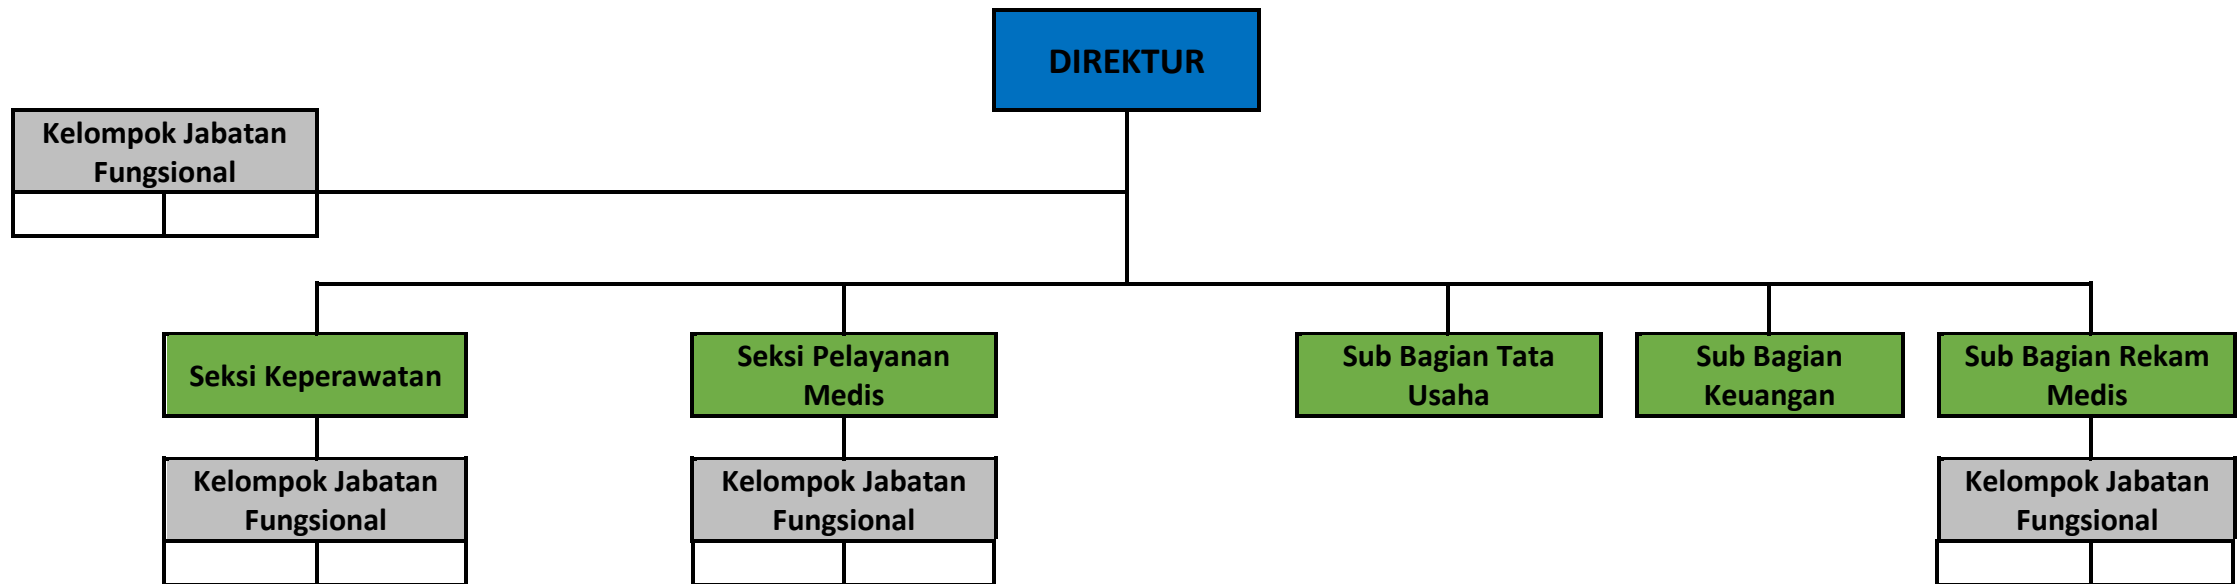 DIREKTUR
Kelompok Jabatan
Fungsional
Seksi Keperawatan
Seksi Pelayanan
Medis
Sub Bagian Tata
Usaha
Sub Bagian
Keuangan
Sub Bagian Rekam
Medis
Kelompok Jabatan
Fungsional
Kelompok Jabatan
Fungsional
Kelompok Jabatan
Fungsional